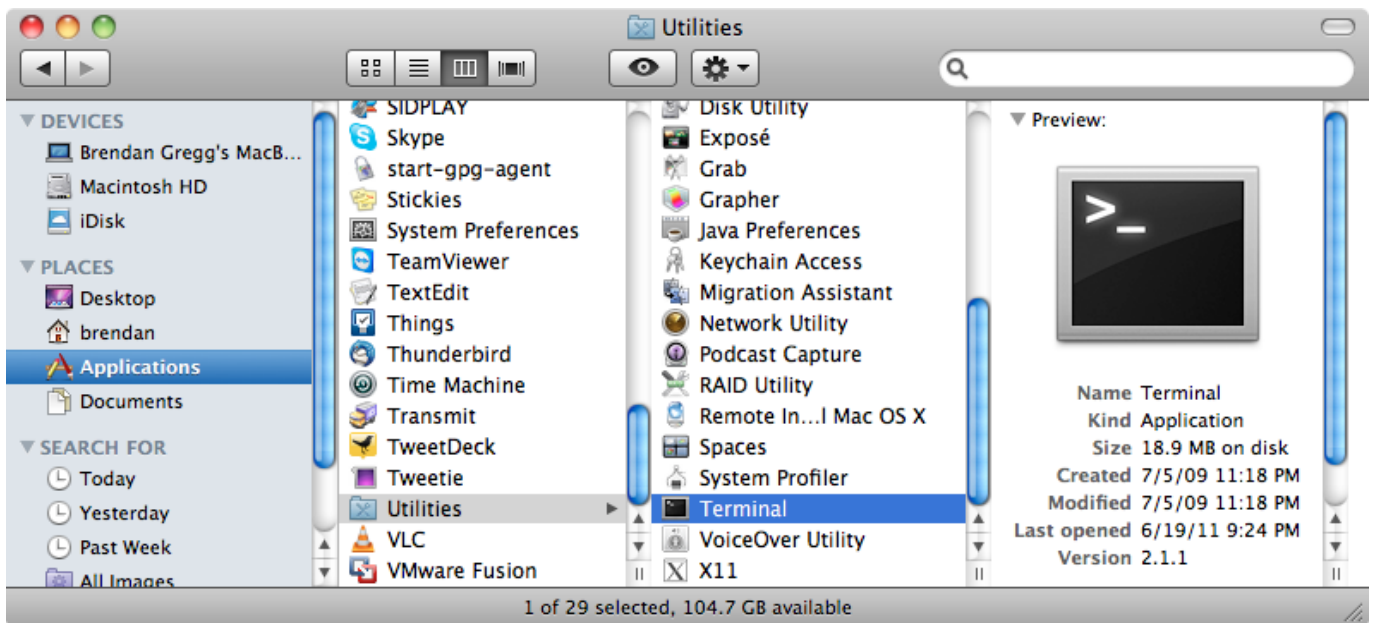 Utilities
DEVICES
Brendan Gregg's MacB...
Macintosh HD
iDisk
PLACES
Desktop
brendan
Applications
Documents
SEARCH FOR
Today
Yesterday
Past Week
All Images
SIDPLAY
Skype
start-gpg-agent
Stickies
System Preferences
TeamViewer
TextEdit
Things
Thunderbird
Time Machine
Transmit
TweetDeck
Tweetie
Utilities
VLC
VMware Fusion
Disk Utility
Exposé
Grab
Grapher
Java Preferences
Keychain Access
Migration Assistant
Network Utility
Podcast Capture
RAID Utility
Remote In...l Mac OS X
Spaces
System Profiler
Terminal
VoiceOver Utility
X11
Preview:
>_
Name Terminal
Kind Application
Size 18.9 MB on disk
Created 7/5/09 11:18 PM
Modified 7/5/09 11:18 PM
Last opened 6/19/11 9:24 PM
Version 2.1.1
1 of 29 selected, 104.7 GB available